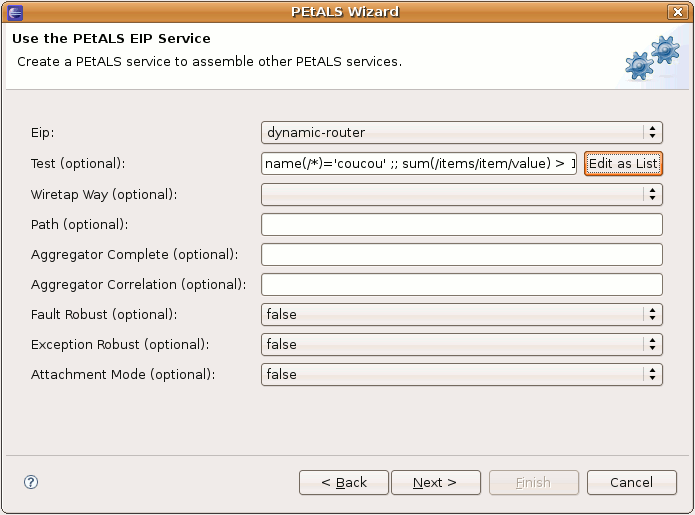 PEtALS Wizard
Use the PEtALS EIP Service
Create a PEtALS service to assemble other PEtALS services.
Eip: dynamic-router
Test (optional): name(/*)='coucou' ;; sum(/items/item/value) > Edit as List
Wiretap Way (optional):
Path (optional):
Aggregator Complete (optional):
Aggregator Correlation (optional):
Fault Robust (optional): false
Exception Robust (optional): false
Attachment Mode (optional): false
? < Back Next > Finish Cancel